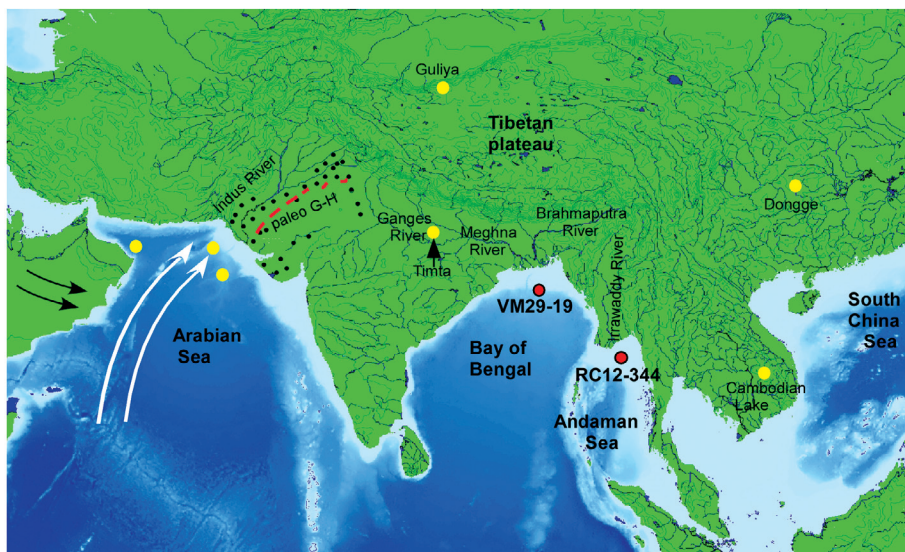 Guliya
Tibetan
plateau
Indus River
paleo G-H
Dongge
Ganges
River
Meghna
River
Brahmaputra
River
Timta
Irrawaddy River
VM29-19
South
China
Sea
Arabian
Sea
Bay of
Bengal
RC12-344
Cambodian
Lake
Andaman
Sea